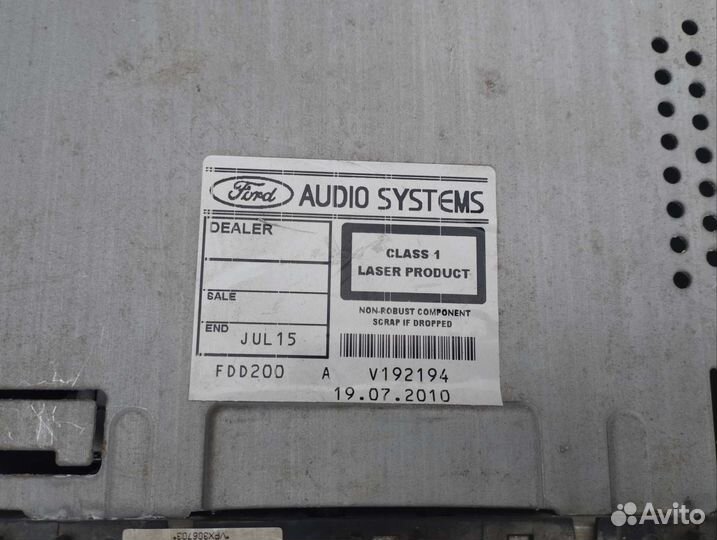 Ford AUDIO SYSTEMS
DEALER
CLASS 1
LASER PRODUCT
SALE
NON-ROBUST COMPONENT
SCRAP IF DROPPED
END JUL15
FDD200 A V192194
19.07.2010
*VPX306703*
Avito